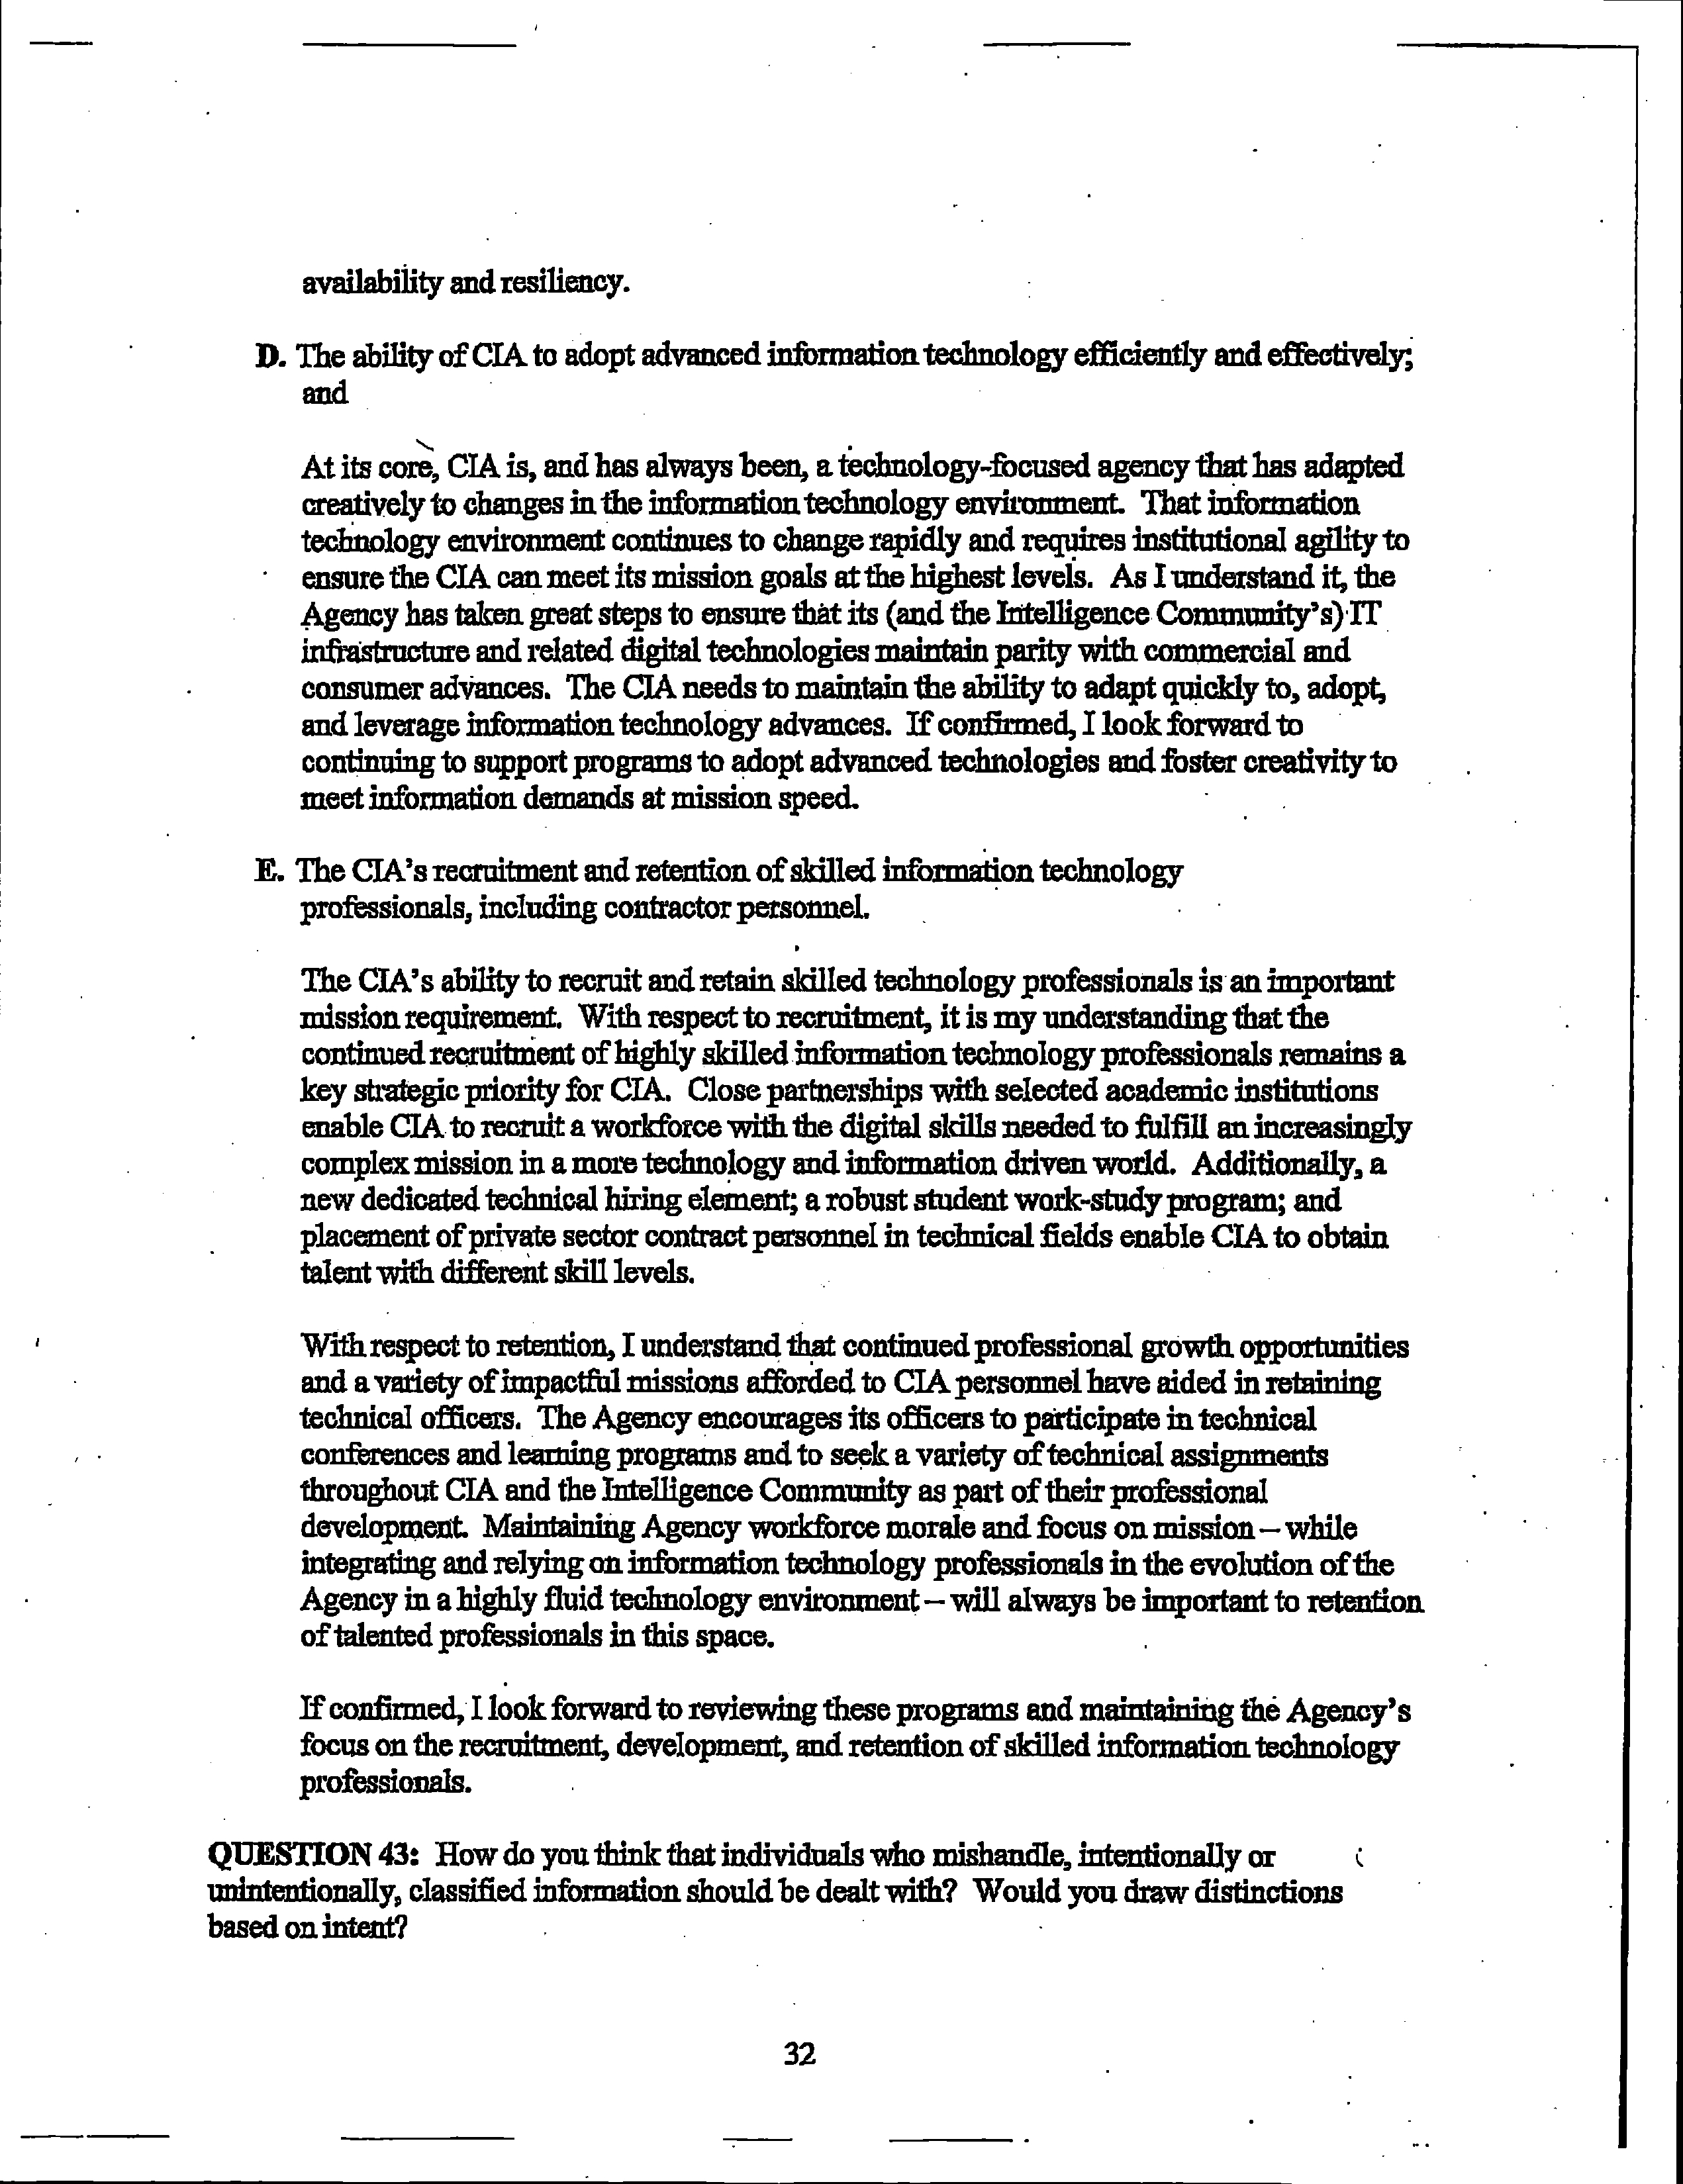 availability and resiliency.
D. The ability of CIA to adopt advanced information technology efficiently and effectively;
and
At its core, CIA is, and has always been, a technology-focused agency that has adapted
creatively to changes in the information technology environment. That information
technology environment continues to change rapidly and requires institutional agility to
ensure the CIA can meet its mission goals at the highest levels. As I understand it, the
Agency has taken great steps to ensure that its (and the Intelligence Community's) IT
infrastructure and related digital technologies maintain parity with commercial and
consumer advances. The CIA needs to maintain the ability to adapt quickly to, adopt,
and leverage information technology advances. If confirmed, I look forward to
continuing to support programs to adopt advanced technologies and foster creativity to
meet information demands at mission speed.
E. The CIA's recruitment and retention of skilled information technology
professionals, including contractor personnel.
The CIA's ability to recruit and retain skilled technology professionals is an important
mission requirement. With respect to recruitment, it is my understanding that the
continued recruitment of highly skilled information technology professionals remains a
key strategic priority for CIA. Close partnerships with selected academic institutions
enable CIA to recruit a workforce with the digital skills needed to fulfill an increasingly
complex mission in a more technology and information driven world. Additionally, a
new dedicated technical hiring element; a robust student work-study program; and
placement of private sector contract personnel in technical fields enable CIA to obtain
talent with different skill levels.
With respect to retention, I understand that continued professional growth opportunities
and a variety of impactful missions afforded to CIA personnel have aided in retaining
technical officers. The Agency encourages its officers to participate in technical
conferences and learning programs and to seek a variety of technical assignments
throughout CIA and the Intelligence Community as part of their professional
development. Maintaining Agency workforce morale and focus on mission – while
integrating and relying on information technology professionals in the evolution of the
Agency in a highly fluid technology environment – will always be important to retention
of talented professionals in this space.
If confirmed, I look forward to reviewing these programs and maintaining the Agency's
focus on the recruitment, development, and retention of skilled information technology
professionals.
QUESTION 43: How do you think that individuals who mishandle, intentionally or
unintentionally, classified information should be dealt with? Would you draw distinctions
based on intent?
32